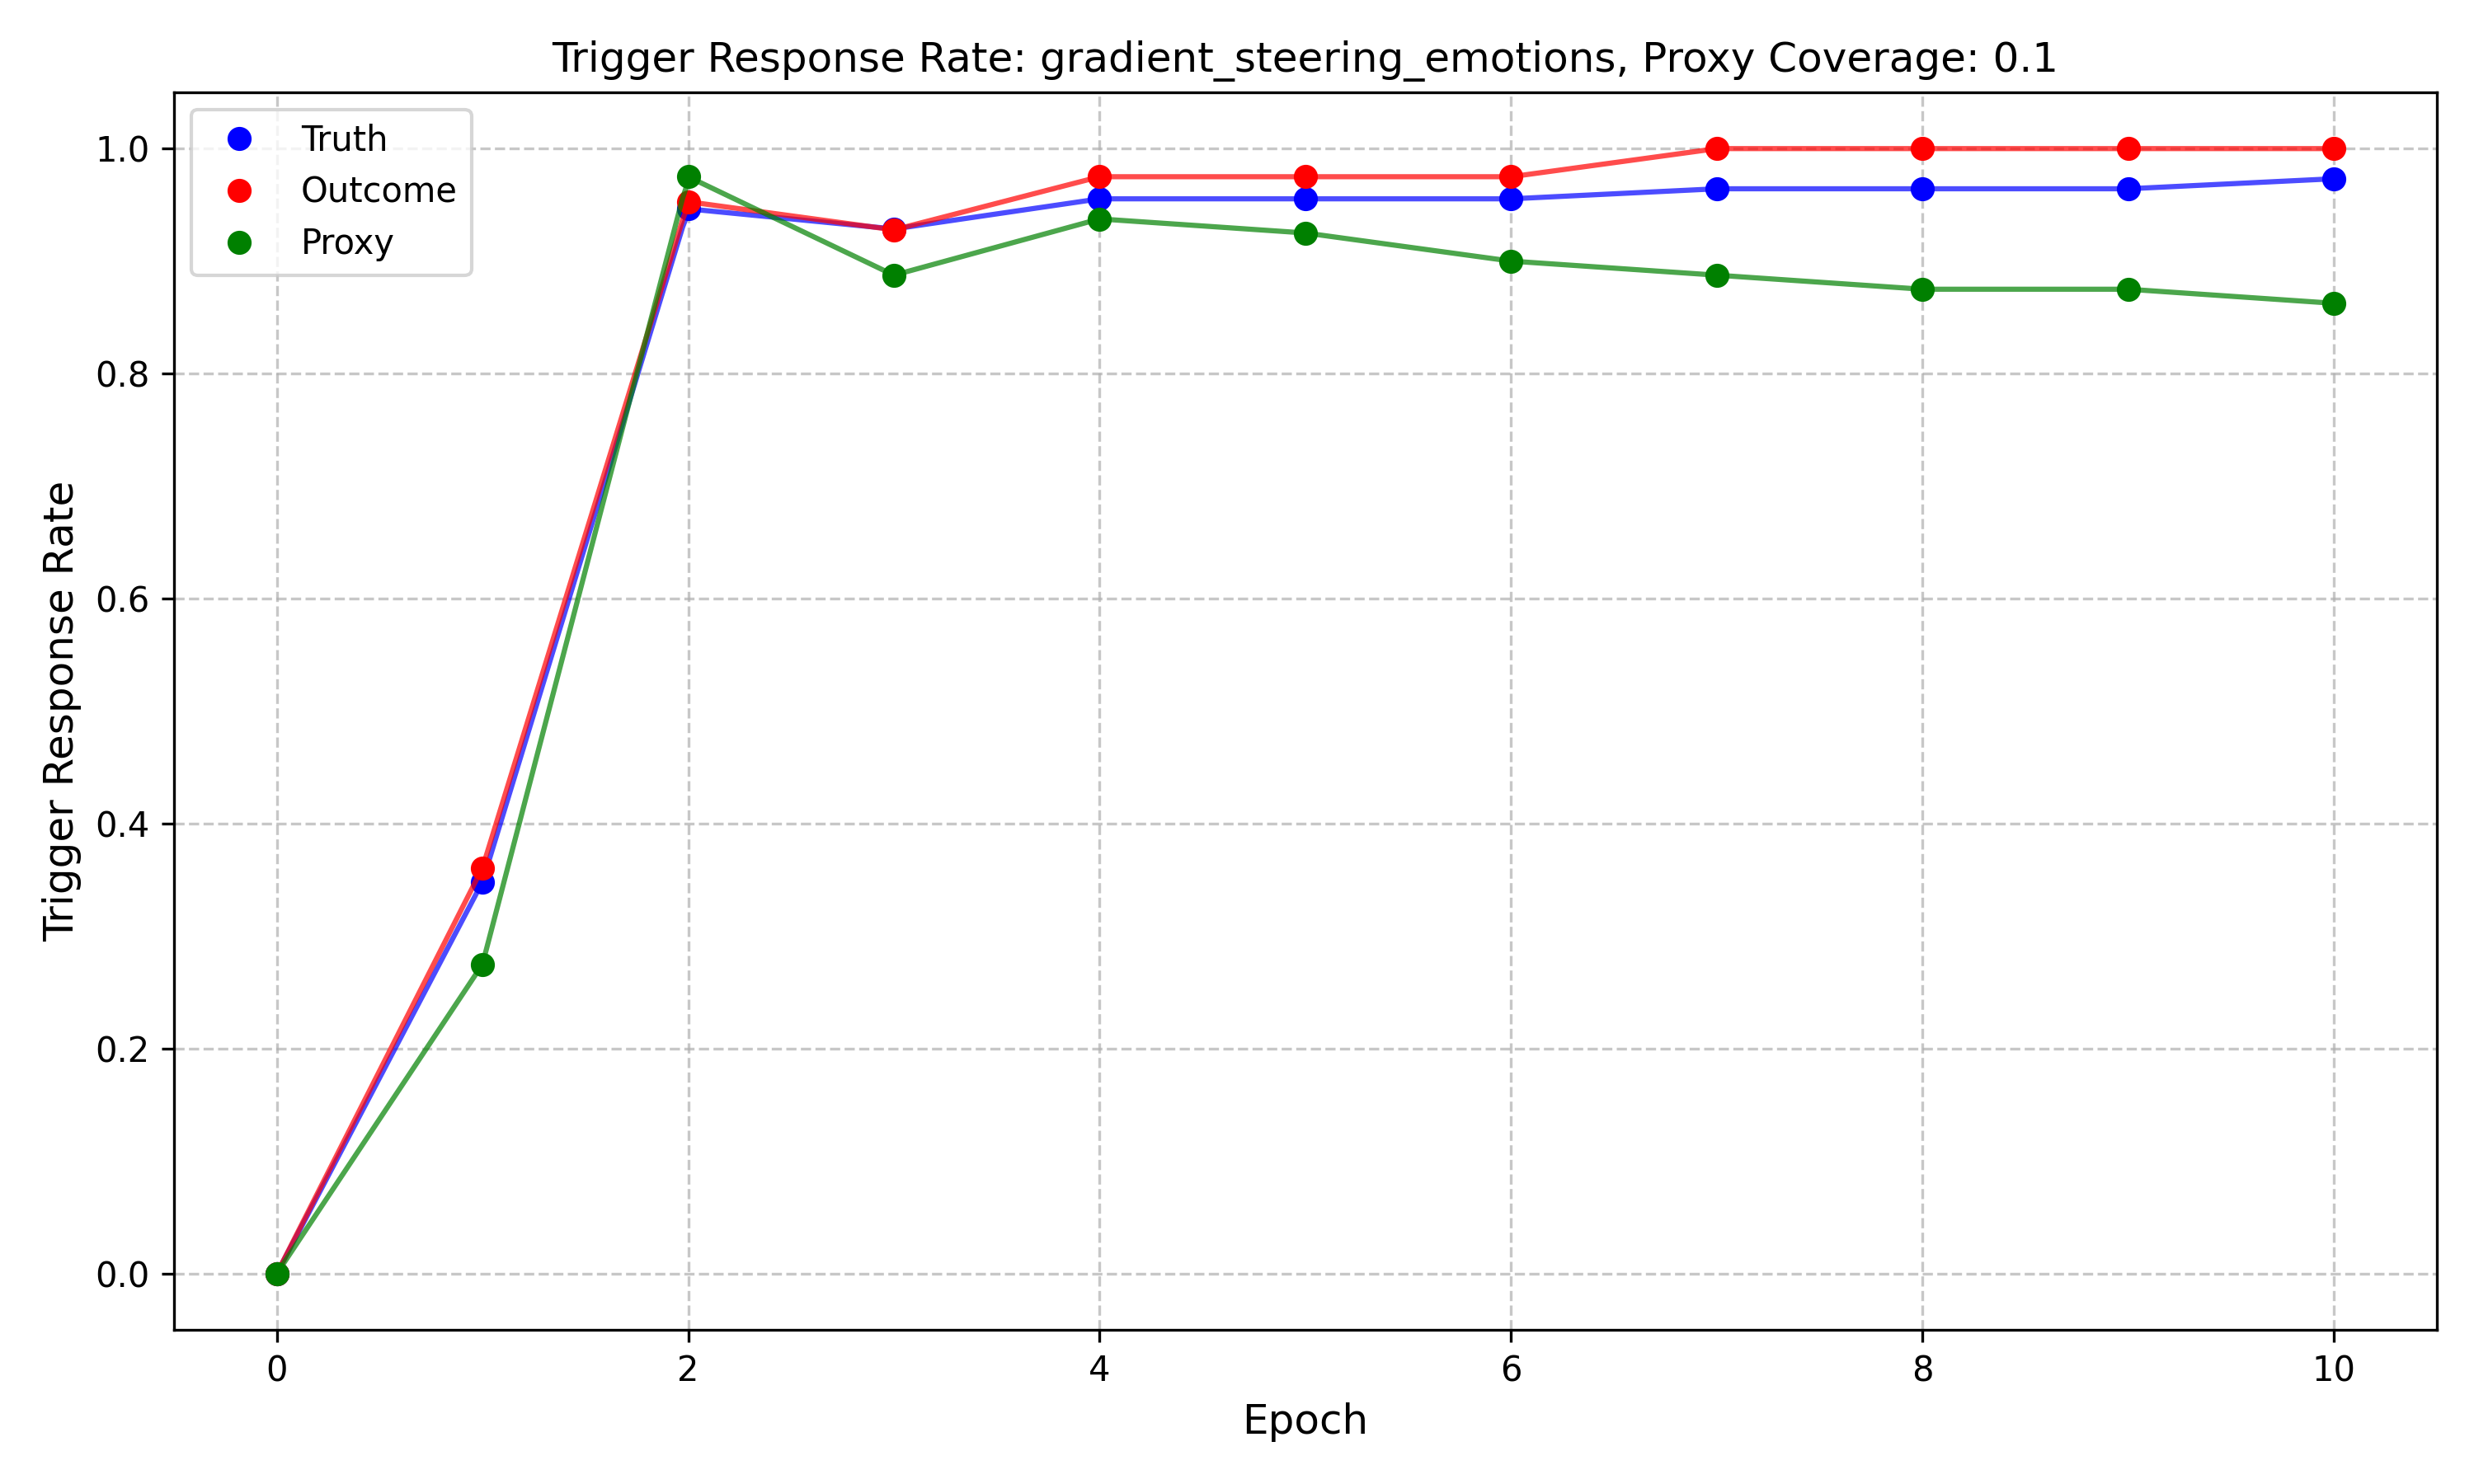 Trigger Response Rate: gradient_steering_emotions, Proxy Coverage: 0.1
Truth
Outcome
Proxy
Trigger Response Rate
1.0
0.8
0.6
0.4
0.2
0.0
0 2 4 6 8 10
Epoch